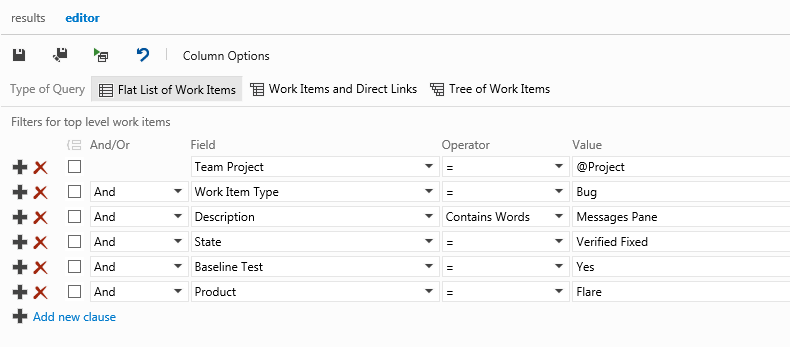 results editor
Column Options
Type of Query Flat List of Work Items Work Items and Direct Links Tree of Work Items
Filters for top level work items
And/Or Field Operator Value
Team Project = @Project
And Work Item Type = Bug
And Description Contains Words Messages Pane
And State = Verified Fixed
And Baseline Test = Yes
And Product = Flare
Add new clause